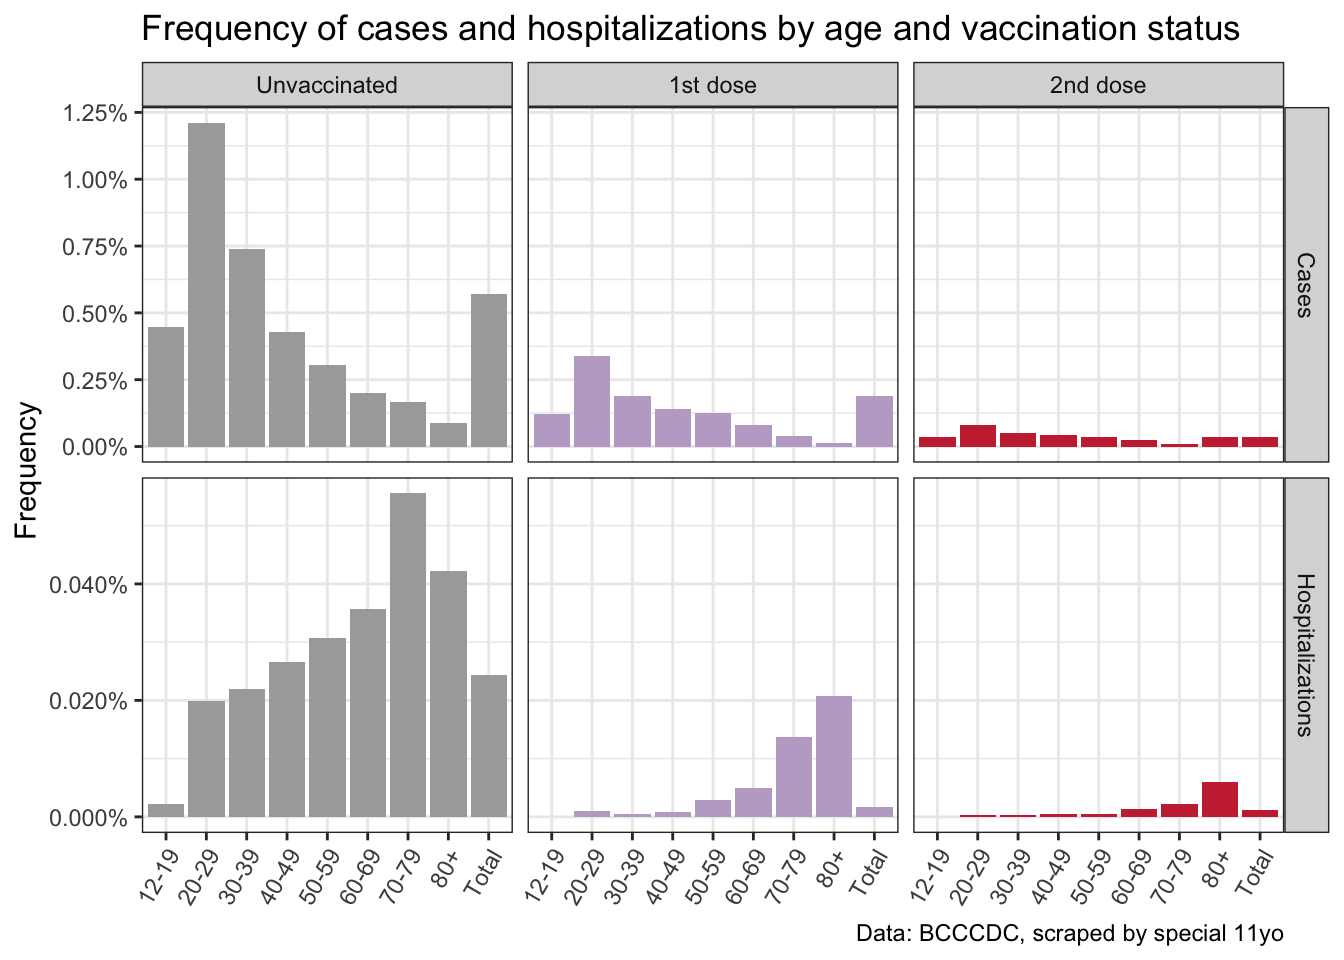 Frequency of cases and hospitalizations by age and vaccination status
Unvaccinated
1st dose
2nd dose
1.25%
1.00%
0.75%
0.50%
0.25%
0.00%
Cases
Frequency
0.040%
0.020%
0.000%
Hospitalizations
12-19 20-29 30-39 40-49 50-59 60-69 70-79 80+ Total
12-19 20-29 30-39 40-49 50-59 60-69 70-79 80+ Total
12-19 20-29 30-39 40-49 50-59 60-69 70-79 80+ Total
Data: BCCCDC, scraped by special 11yo